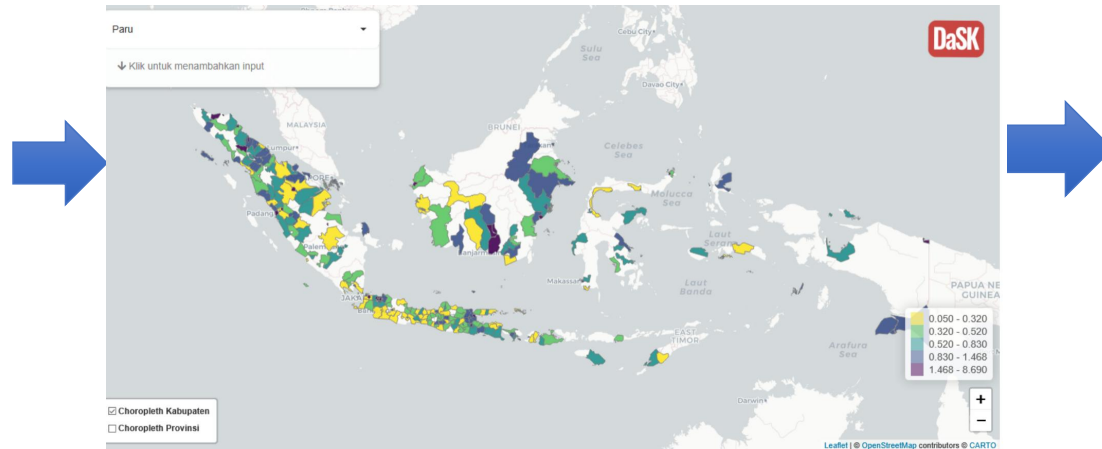 Paru
Klik untuk menambahkan input
DaSK
Cebu City
Sulu
Sea
Davao City
MALAYSIA
BRUNEI
Celebes
Sea
Molucca
Sea
Padang
Laut
Seram
Makassar
Laut
Banda
PAPUA NE
GUINEA
EAST
TIMOR
Arafura
Sea
0.050 - 0.320
0.320 - 0.520
0.520 - 0.830
0.830 - 1.468
1.468 - 8.690
Darwin
+
−
☑ Choropleth Kabupaten
☐ Choropleth Provinsi
Leaflet | © OpenStreetMap contributors © CARTO